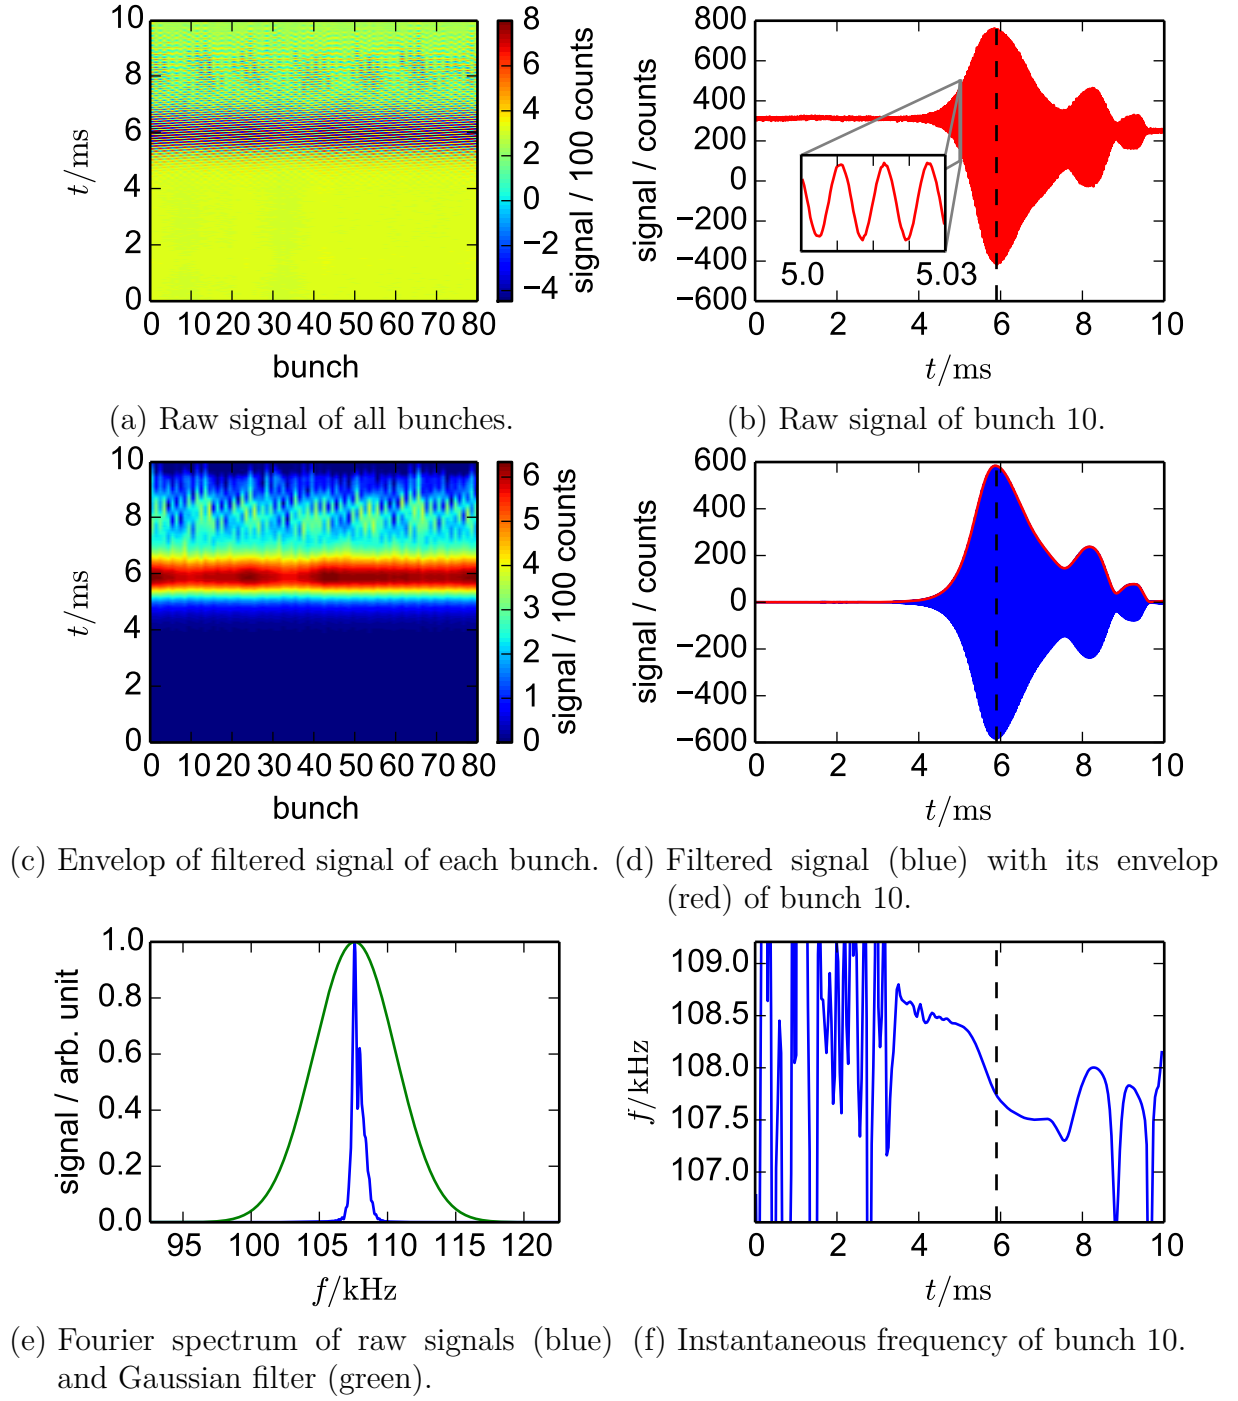 10
8
6
4
2
0
t/ms
0 10 20 30 40 50 60 70 80
bunch
8
6
4
2
0
−2
−4
signal / 100 counts
(a) Raw signal of all bunches.
800
600
400
200
0
−200
−400
−600
signal / counts
5.0 5.03
0 2 4 6 8 10
t/ms
(b) Raw signal of bunch 10.
10
8
6
4
2
0
t/ms
0 10 20 30 40 50 60 70 80
bunch
6
5
4
3
2
1
0
signal / 100 counts
(c) Envelop of filtered signal of each bunch.
600
400
200
0
−200
−400
−600
signal / counts
0 2 4 6 8 10
t/ms
(d) Filtered signal (blue) with its envelop
(red) of bunch 10.
1.0
0.8
0.6
0.4
0.2
0.0
signal / arb. unit
95 100 105 110 115 120
f/kHz
(e) Fourier spectrum of raw signals (blue)
and Gaussian filter (green).
109.0
108.5
108.0
107.5
107.0
f/kHz
0 2 4 6 8 10
t/ms
(f) Instantaneous frequency of bunch 10.